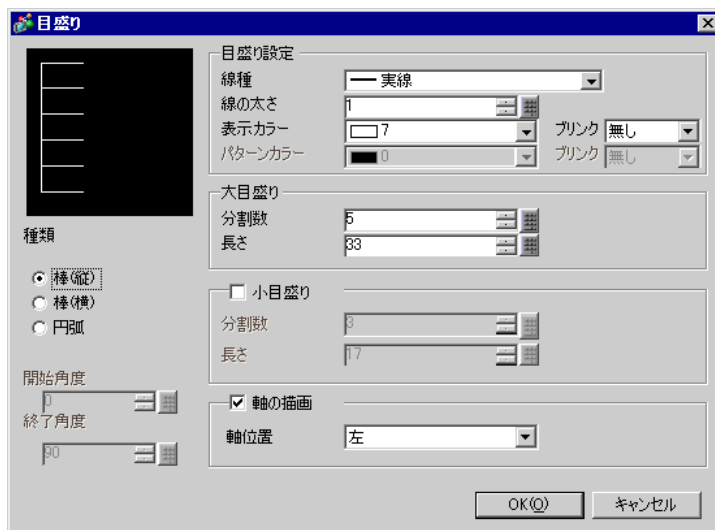 目盛り
目盛り設定
線種 実線
線の太さ 1
表示カラー 7 ブリンク 無し
パターンカラー 0 ブリンク 無し
大目盛り
分割数 5
長さ 33
種類
棒(縦)
棒(横)
円弧
小目盛り
分割数 3
長さ 17
開始角度
0
終了角度
90
軸の描画
軸位置 左
OK(O) キャンセル